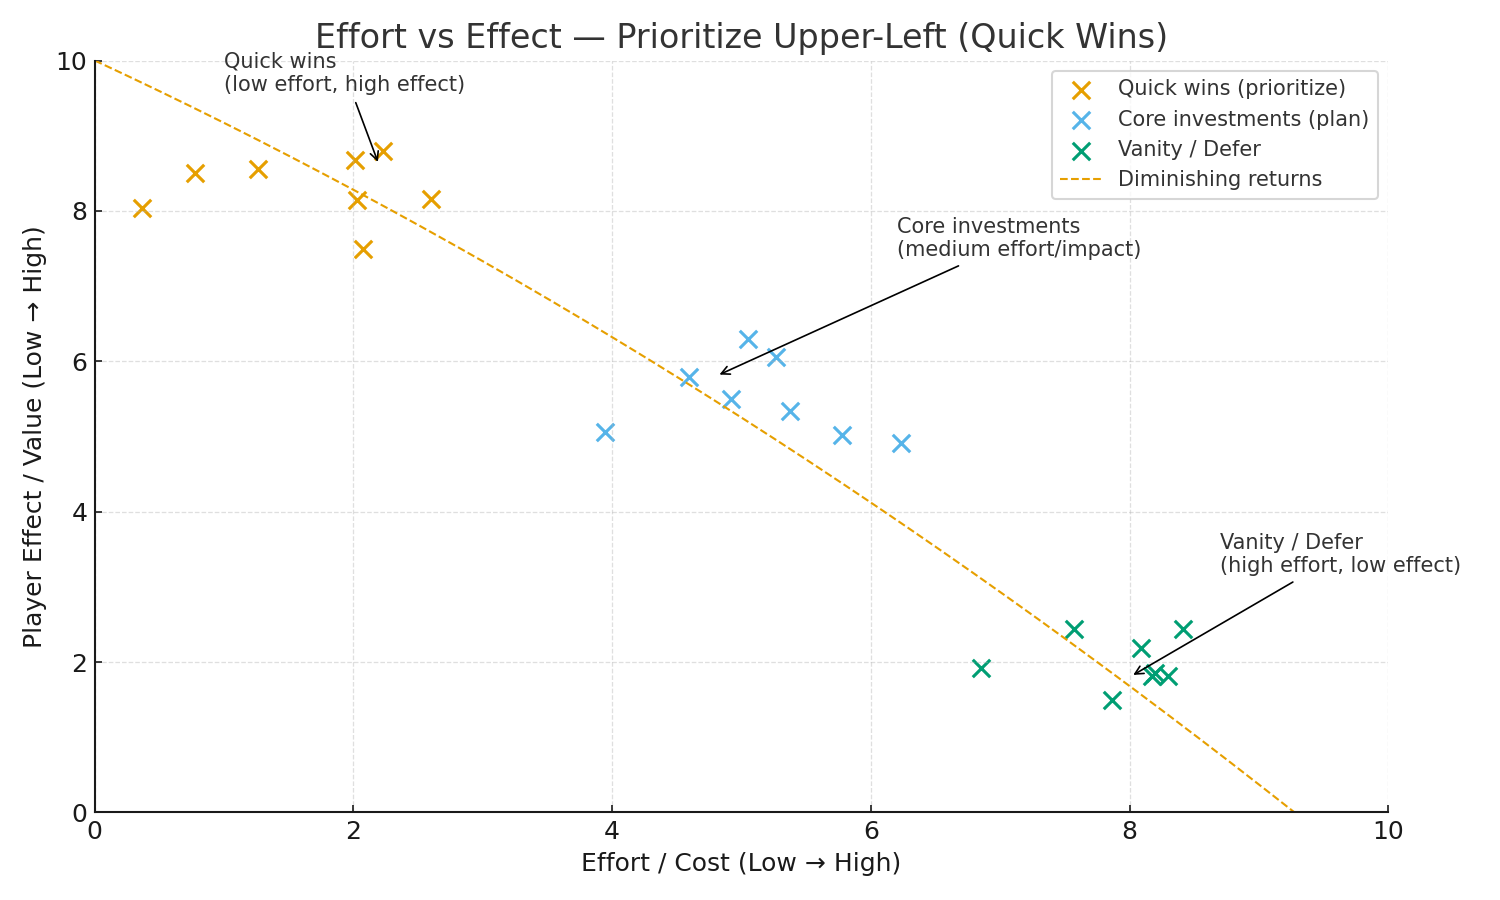 Effort vs Effect — Prioritize Upper-Left (Quick Wins)
Quick wins
(low effort, high effect)
Quick wins (prioritize)
Core investments (plan)
Vanity / Defer
Diminishing returns
Core investments
(medium effort/impact)
Vanity / Defer
(high effort, low effect)
Player Effect / Value (Low → High)
10
8
6
4
2
0
0 2 4 6 8 10
Effort / Cost (Low → High)